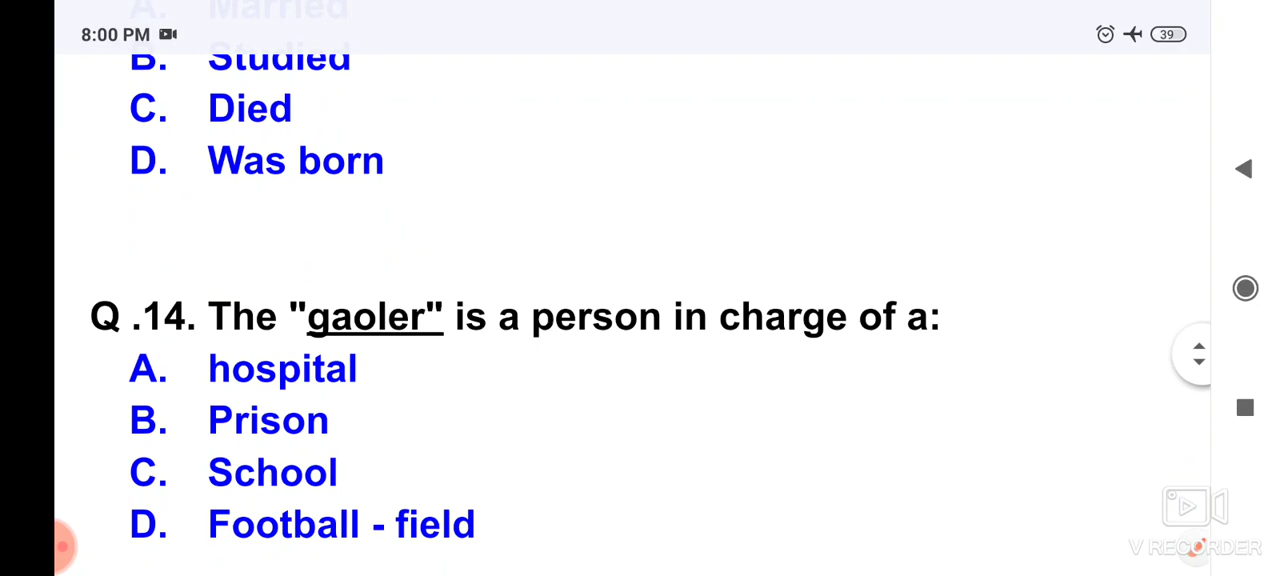 A. Married
8:00 PM
39
B. Studied
C. Died
D. Was born
Q .14. The "gaoler" is a person in charge of a:
A. hospital
B. Prison
C. School
D. Football - field
V RECORDER